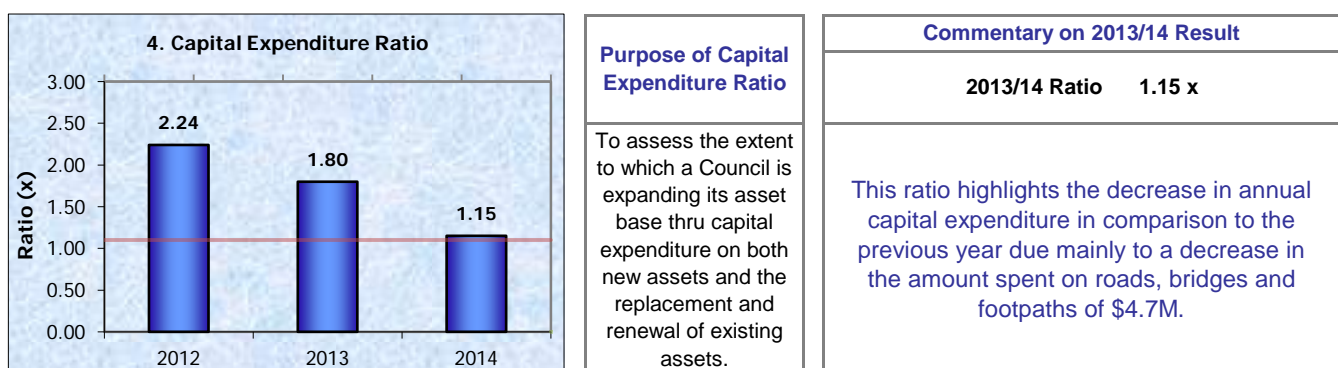 4. Capital Expenditure Ratio
3.00
2.50
2.00
1.50
1.00
0.50
0.00
Ratio (x)
2.24
1.80
1.15
2012
2013
2014
Purpose of Capital
Expenditure Ratio
To assess the extent
to which a Council is
expanding its asset
base thru capital
expenditure on both
new assets and the
replacement and
renewal of existing
assets.
Commentary on 2013/14 Result
2013/14 Ratio 1.15 x
This ratio highlights the decrease in annual
capital expenditure in comparison to the
previous year due mainly to a decrease in
the amount spent on roads, bridges and
footpaths of $4.7M.